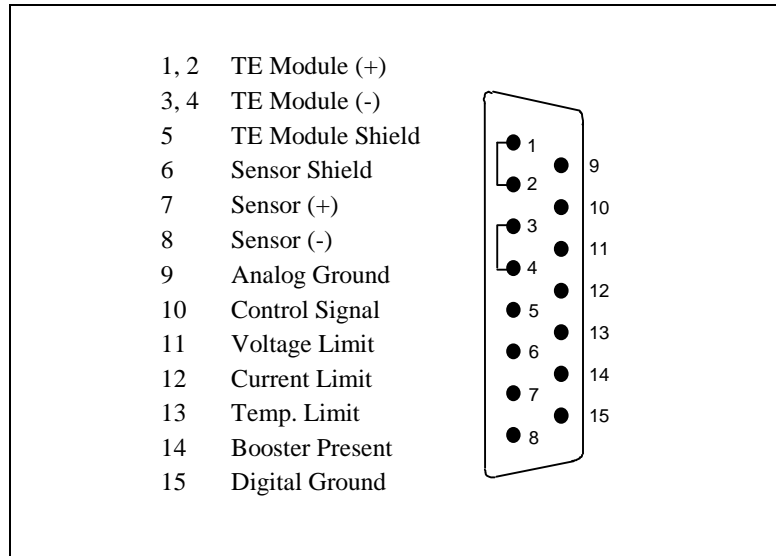 1, 2 TE Module (+)
3, 4 TE Module (-)
5 TE Module Shield
6 Sensor Shield
7 Sensor (+)
8 Sensor (-)
9 Analog Ground
10 Control Signal
11 Voltage Limit
12 Current Limit
13 Temp. Limit
14 Booster Present
15 Digital Ground
1
9
2
10
3
11
4
12
5
13
6
14
7
15
8